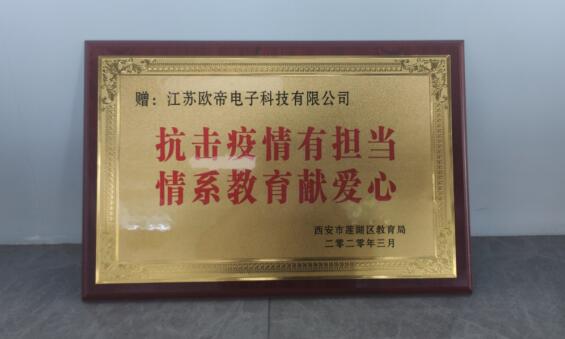 赠：江苏欧帝电子科技有限公司
抗击疫情有担当
情系教育献爱心
西安市莲湖区教育局
二零二零年三月